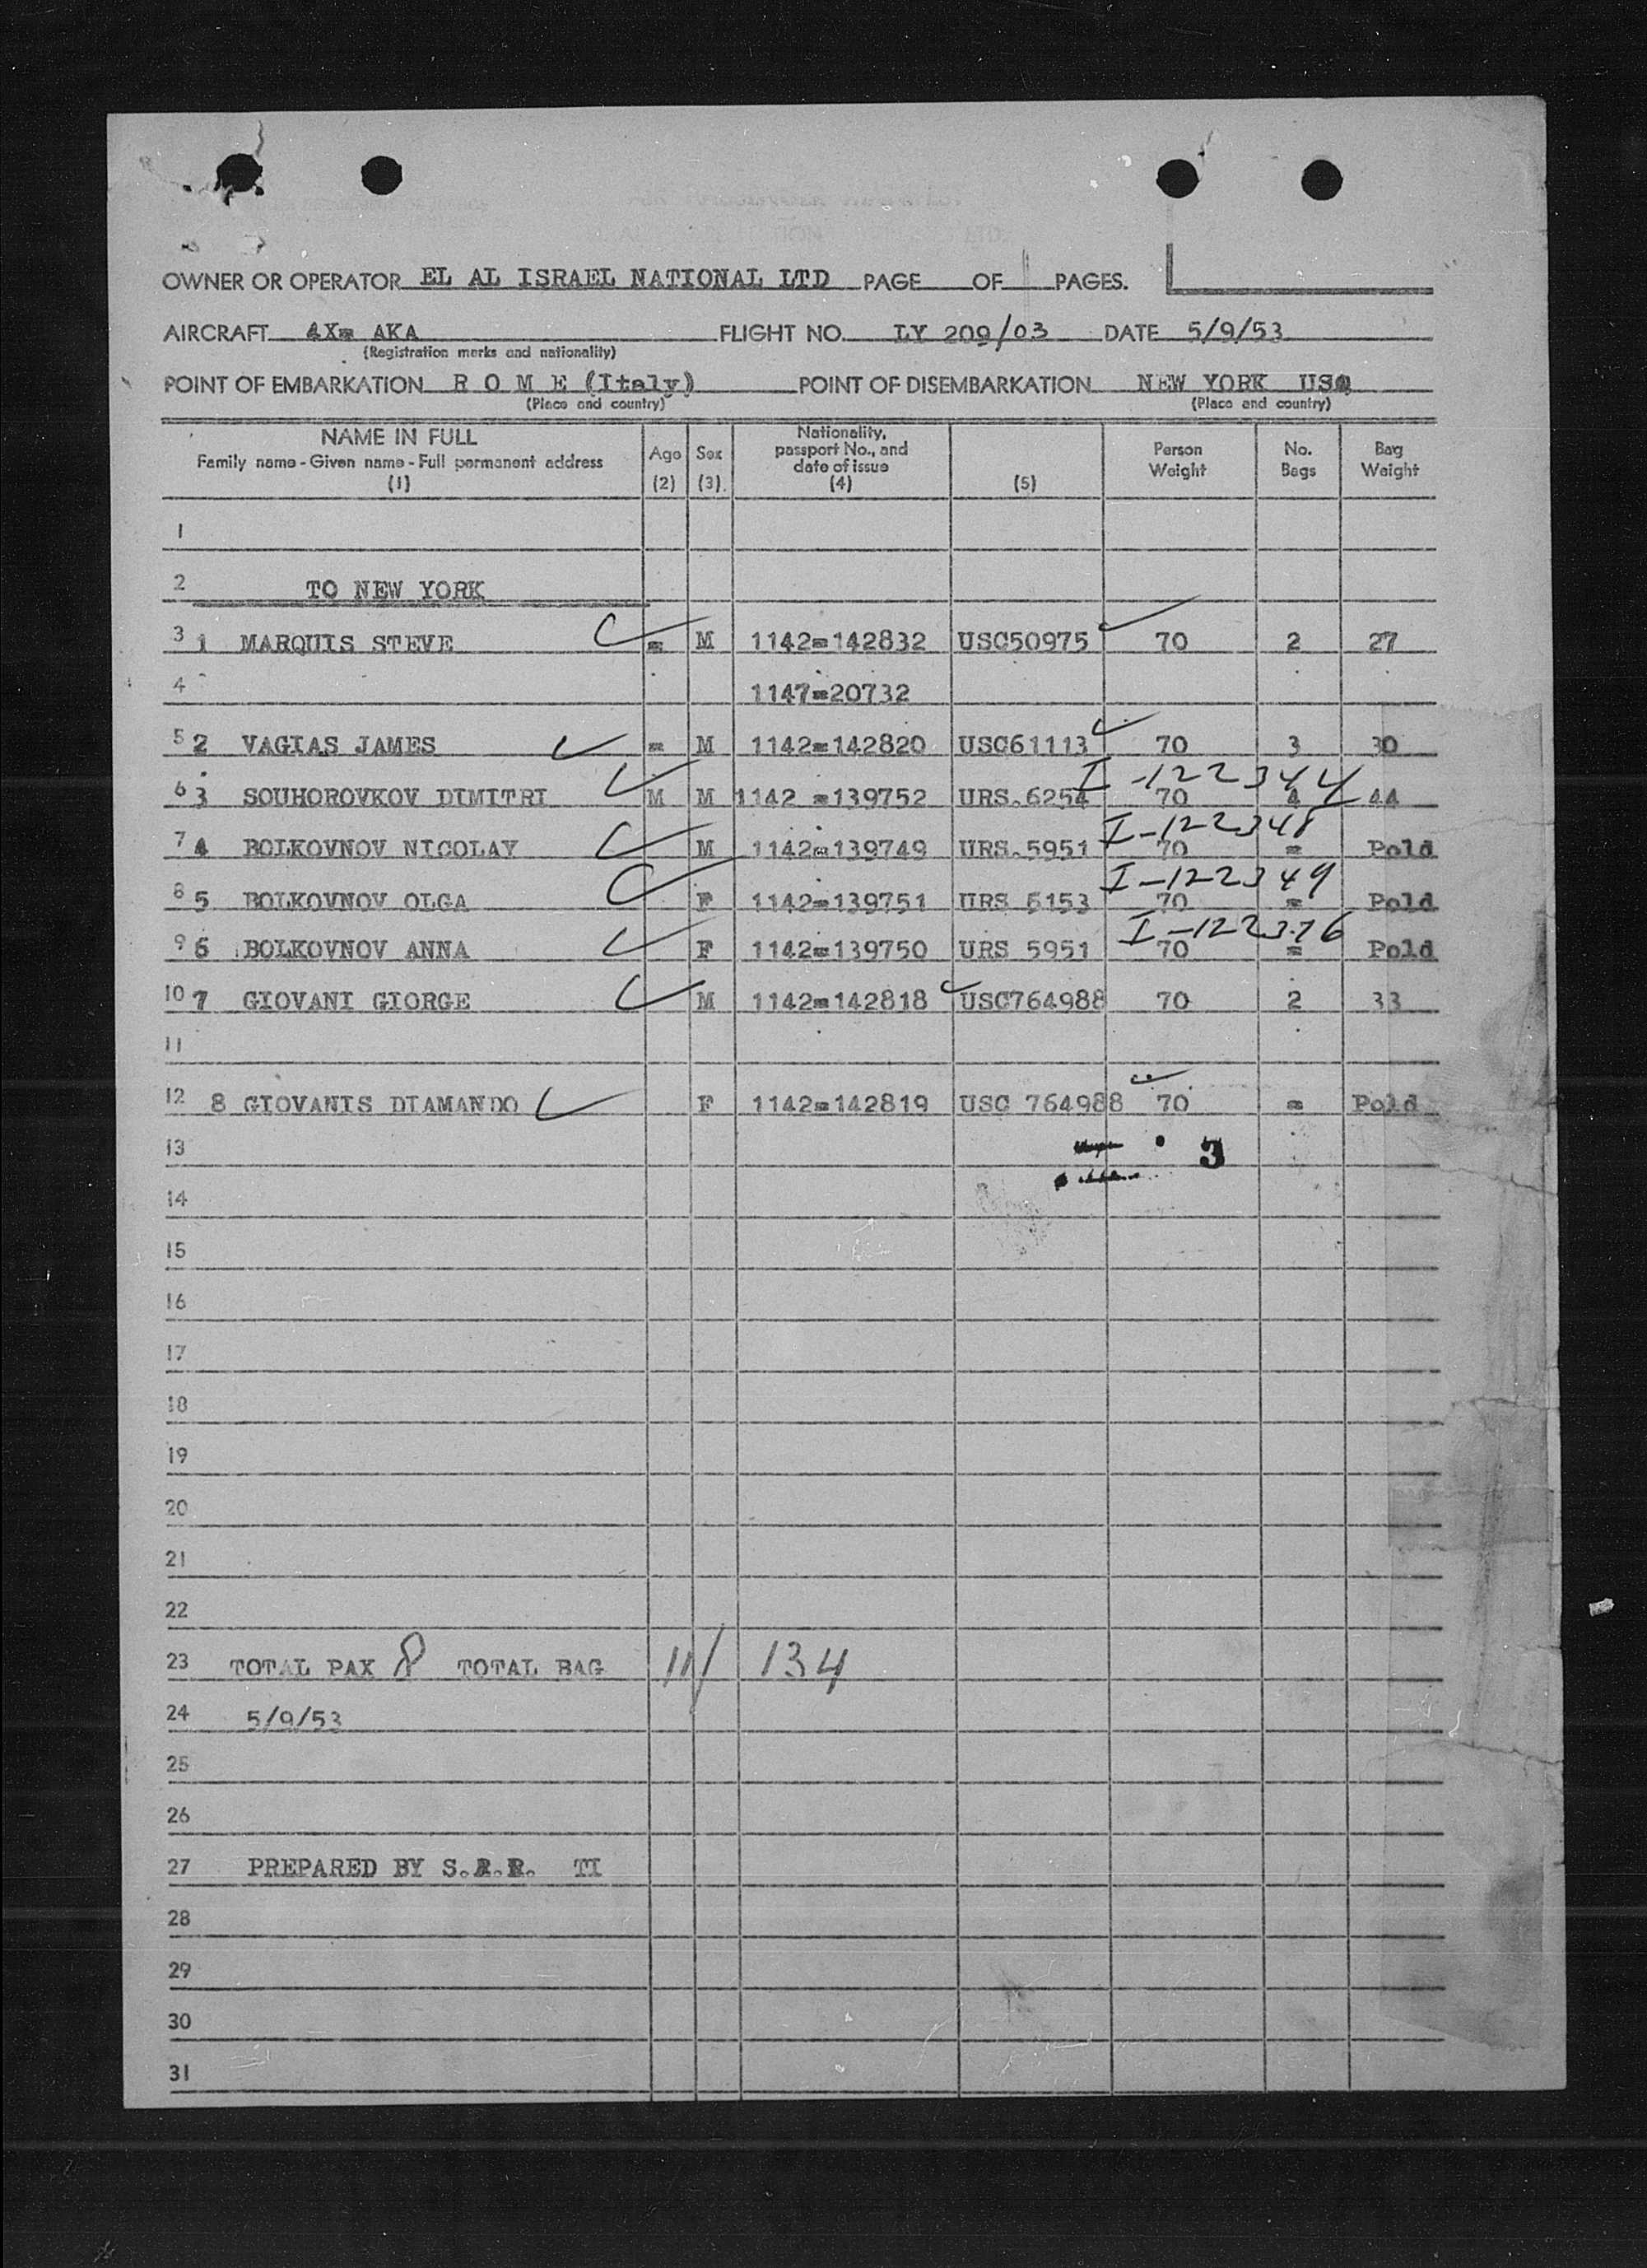 OWNER OR OPERATOR EL AL ISRAEL NATIONAL LTD PAGE OF PAGES.
AIRCRAFT 4X= AKA FLIGHT NO. LY 209/03 DATE 5/9/53
(Registration marks and nationality)
POINT OF EMBARKATION R O M E (Italy) POINT OF DISEMBARKATION NEW YORK US
(Place and country) (Place and country)
NAME IN FULL Age Sex Nationality, passport No., and date of issue Person Weight No. Bags Bag Weight
Family name - Given name - Full permanent address
(1) (2) (3) (4) (5)
1
2 TO NEW YORK
3 1 MARQUIS STEVE = M 1142=142832 USC50975 70 2 27
4 1147=20732
5 2 VAGIAS JAMES = M 1142=142820 USC61113 70 3 30
I-122344
6 3 SOUHOROVKOV DIMITRI M M 1142 =139752 URS.6254 70 4 44
I-122348
7 4 BOLKOVNOV NICOLAY M 1142=139749 URS.5951 70 = Pold
I-122349
8 5 BOLKOVNOV OLGA F 1142=139751 URS 6153 70 = Pold
I-122376
9 6 BOLKOVNOV ANNA F 1142=139750 URS 5951 70 = Pold
10 7 GIOVANI GIORGE M 1142=142818 USC764988 70 2 33
11
12 8 GIOVANIS DIAMANDO F 1142=142819 USC 764988 70 = Pold
13 3
14
15
16
17
18
19
20
21
22
23 TOTAL PAX 8 TOTAL BAG 11/ 134
24 5/9/53
25
26
27 PREPARED BY S.R.R. TI
28
29
30
31